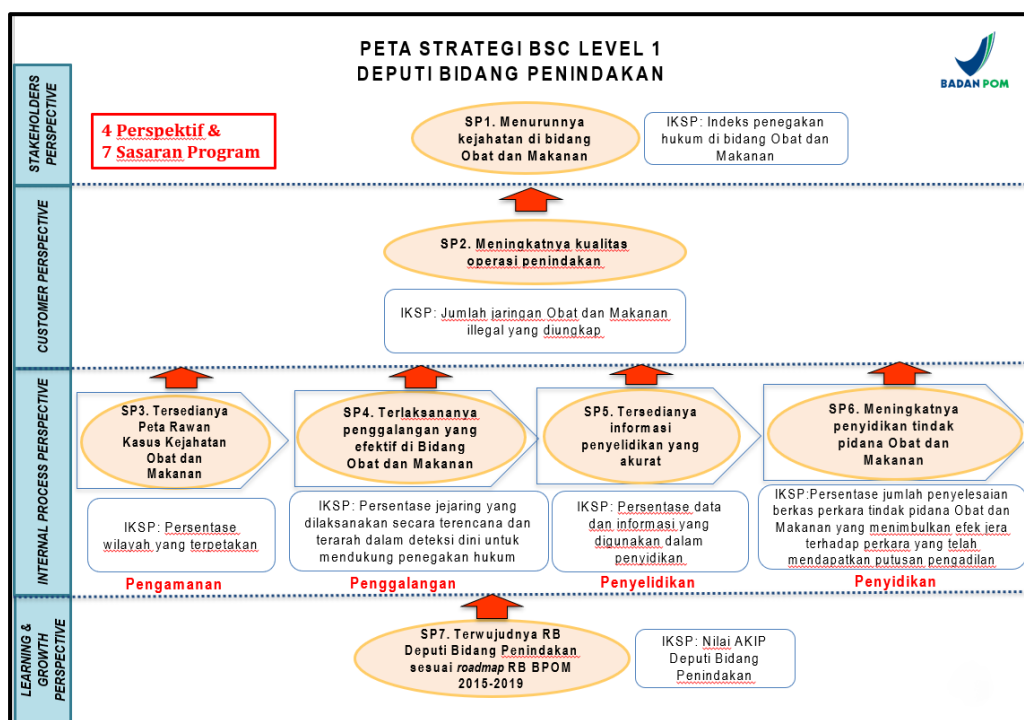 PETA STRATEGI BSC LEVEL 1
DEPUTI BIDANG PENINDAKAN
BADAN POM
STAKEHOLDERS
PERSPECTIVE
4 Perspektif &
7 Sasaran Program
SP1. Menurunnya
kejahatan di bidang
Obat dan Makanan
IKSP: Indeks penegakan
hukum di bidang Obat dan
Makanan
CUSTOMER PERSPECTIVE
SP2. Meningkatnya kualitas
operasi penindakan
IKSP: Jumlah jaringan Obat dan Makanan
illegal yang diungkap
INTERNAL PROCESS PERSPECTIVE
SP3. Tersedianya
Peta Rawan
Kasus Kejahatan
Obat dan
Makanan
IKSP: Persentase
wilayah yang terpetakan
Pengamanan
SP4. Terlaksananya
penggalangan yang
efektif di Bidang
Obat dan Makanan
IKSP: Persentase jejaring yang
dilaksanakan secara terencana dan
terarah dalam deteksi dini untuk
mendukung penegakan hukum
Penggalangan
SP5. Tersedianya
informasi
penyelidikan yang
akurat
IKSP: Persentase data
dan informasi yang
digunakan dalam
penyidikan
Penyelidikan
SP6. Meningkatnya
penyidikan tindak
pidana Obat dan
Makanan
IKSP:Persentase jumlah penyelesaian
berkas perkara tindak pidana Obat dan
Makanan yang menimbulkan efek jera
terhadap perkara yang telah
mendapatkan putusan pengadilan
Penyidikan
LEARNING &
GROWTH
PERSPECTIVE
SP7. Terwujudnya RB
Deputi Bidang Penindakan
sesuai roadmap RB BPOM
2015-2019
IKSP: Nilai AKIP
Deputi Bidang
Penindakan